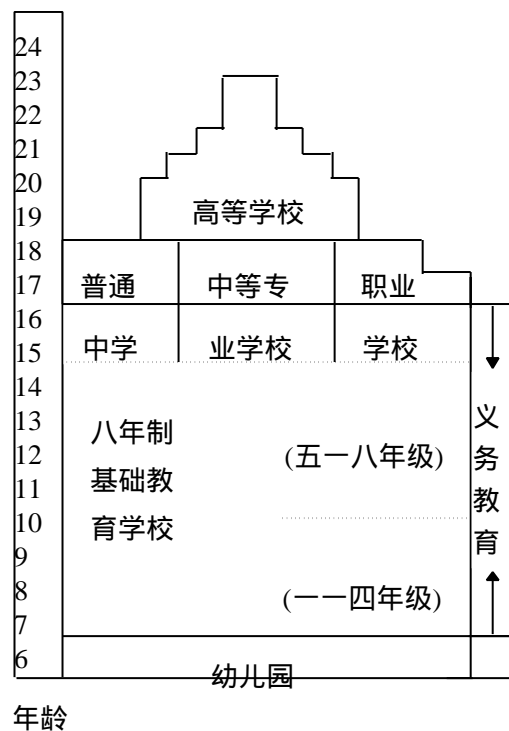 24
23
22
21
20
19
高等学校
18
17
普通
中等专
职业
16
15
中学
业学校
学校
14
13
12
11
10
9
8
7
6
八年制
基础教
育学校
(五一八年级)
(一一四年级)
义
务
教
育
幼儿园
年龄